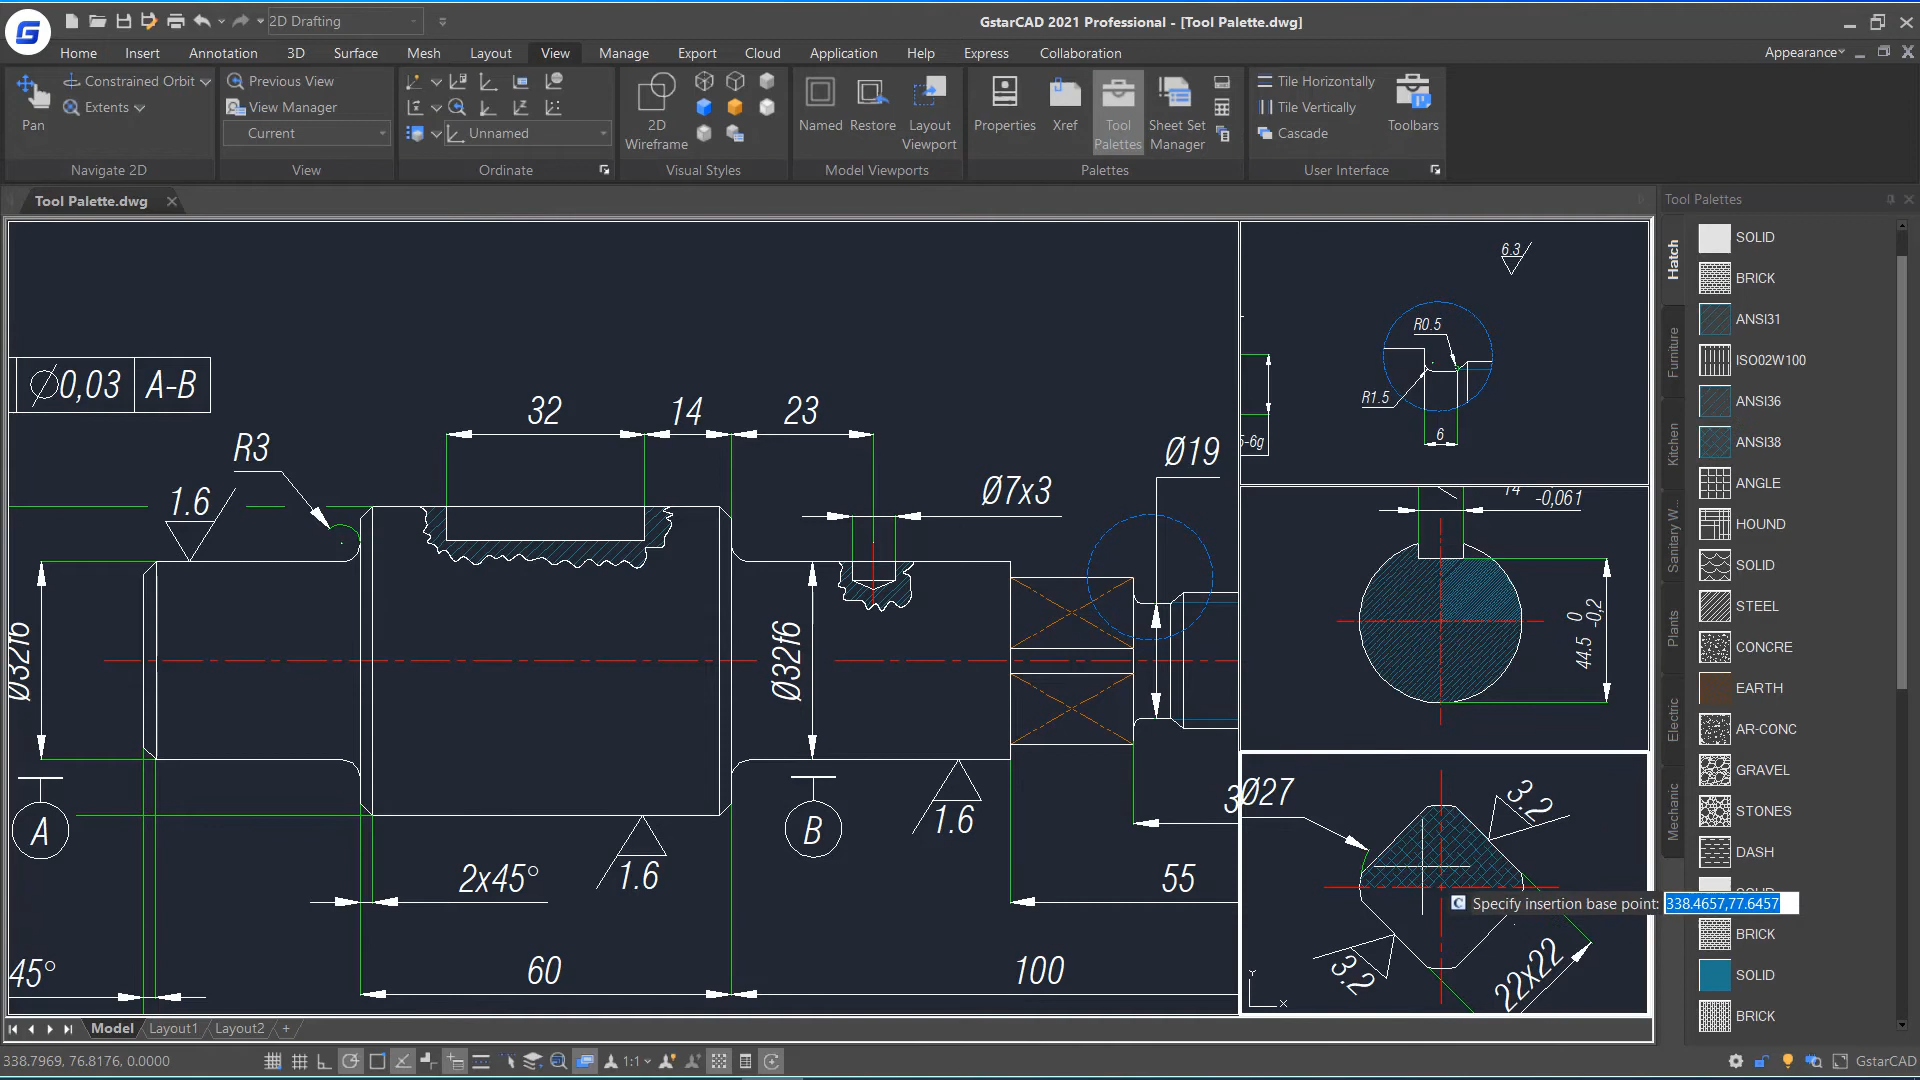 G
2D Drafting
GstarCAD 2021 Professional - [Tool Palette.dwg]
Home Insert Annotation 3D Surface Mesh Layout View Manage Export Cloud Application Help Express Collaboration
Appearance
Pan
Constrained Orbit
Extents
Navigate 2D
Previous View
View Manager
Current
View
Unnamed
Ordinate
2D
Wireframe
Visual Styles
Named
Restore
Layout
Viewport
Model Viewports
Properties
Xref
Tool
Palettes
Sheet Set
Manager
Palettes
Tile Horizontally
Tile Vertically
Cascade
Toolbars
User Interface
Tool Palette.dwg
Ø0,03 A-B
R3
1.6
32
14
23
Ø7x3
Ø19
Ø32f6
Ø32f6
A
B
1.6
1.6
2x45°
55
45°
60
100
6.3
R0.5
R1.5
6
5-6g
14
-0,061
44.5
0
-0,2
3
Ø27
3.2
3.2
22x22
Y
X
Specify insertion base point: 338.4657,77.6457
Tool Palettes
Hatch
Furniture
Kitchen
Sanitary W...
Plants
Electric
Mechanic
SOLID
BRICK
ANSI31
ISO02W100
ANSI36
ANSI38
ANGLE
HOUND
SOLID
STEEL
CONCRE
EARTH
AR-CONC
GRAVEL
STONES
DASH
SOLID
BRICK
SOLID
BRICK
Model Layout1 Layout2 +
338.7969, 76.8176, 0.0000
1:1
GstarCAD